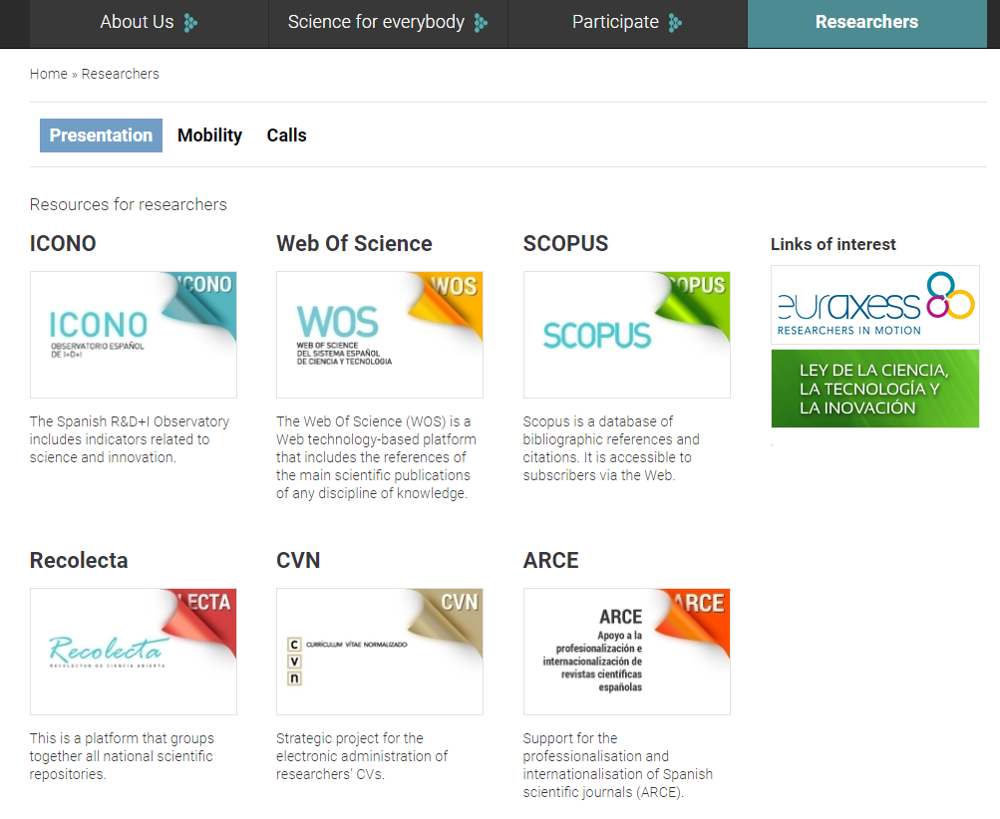 About Us
Science for everybody
Participate
Researchers
Home » Researchers
Presentation
Mobility
Calls
Resources for researchers
ICONO
ICONO
ICONO
OBSERVATORIO ESPAÑOL
DE I+D+I
The Spanish R&D+I Observatory
includes indicators related to
science and innovation.
Web Of Science
WOS
WOS
WEB OF SCIENCE
DEL SISTEMA ESPAÑOL
DE CIENCIA Y TECNOLOGIA
The Web Of Science (WOS) is a
Web technology-based platform
that includes the references of
the main scientific publications
of any discipline of knowledge.
SCOPUS
OPUS
SCOPUS
Scopus is a database of
bibliographic references and
citations. It is accessible to
subscribers via the Web.
Links of interest
euraxess
RESEARCHERS IN MOTION
LEY DE LA CIENCIA,
LA TECNOLOGÍA Y
LA INOVACIÓN
.
Recolecta
LECTA
Recolecta
RECOLECTOR DE CIENCIA ABIERTA
This is a platform that groups
together all national scientific
repositories.
CVN
CVN
c CURRÍCULUM VÍTAE NORMALIZADO
v
n
Strategic project for the
electronic administration of
researchers' CVs.
ARCE
ARCE
ARCE
Apoyo a la
profesionalización e
internacionalización de
revistas científicas
españolas
Support for the
professionalisation and
internationalisation of Spanish
scientific journals (ARCE).